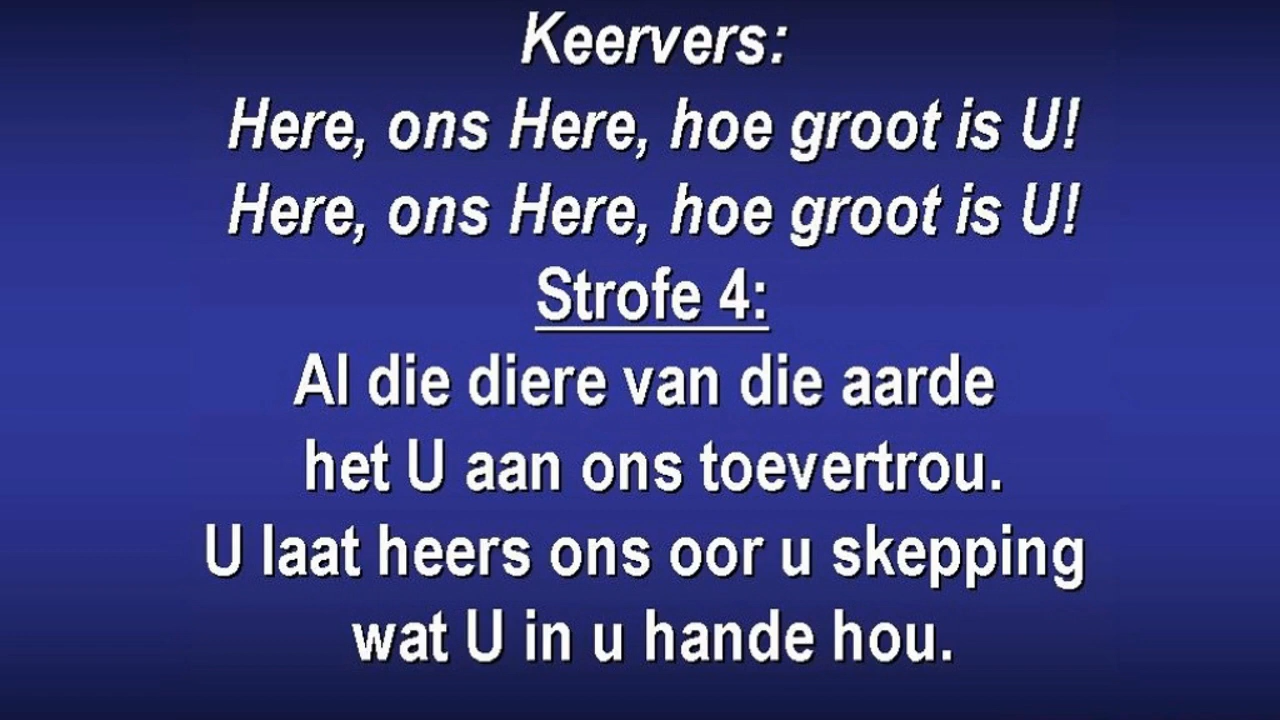 Keervers:
Here, ons Here, hoe groot is U!
Here, ons Here, hoe groot is U!
Strofe 4:
Al die diere van die aarde
het U aan ons toevertrou.
U laat heers ons oor u skepping
wat U in u hande hou.